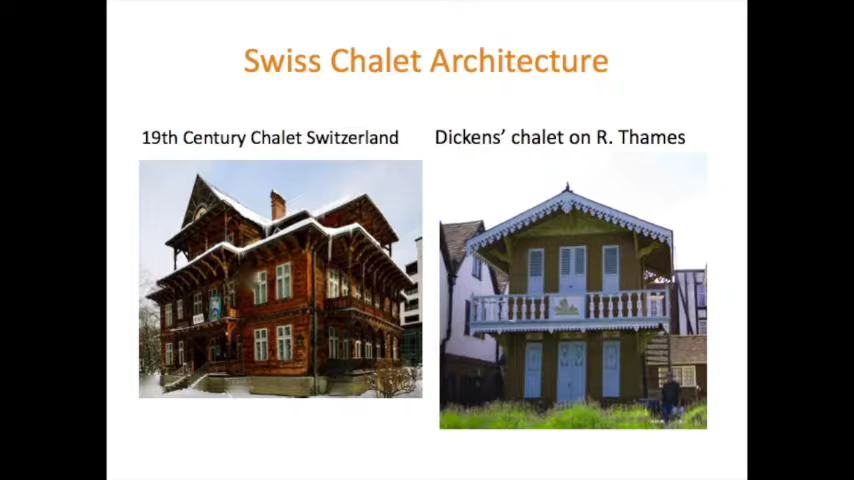 Swiss Chalet Architecture
19th Century Chalet Switzerland
Dickens' chalet on R. Thames